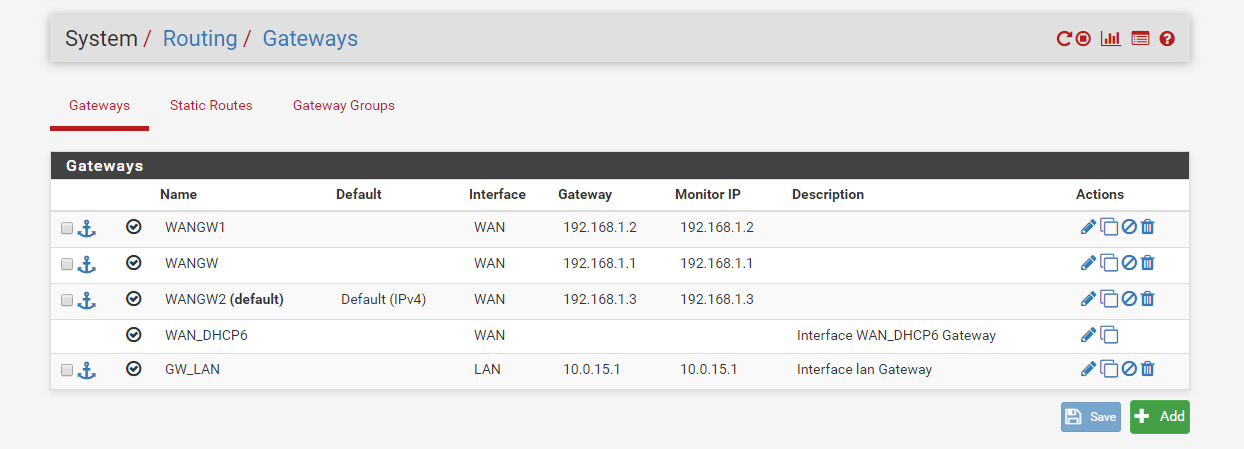 System / Routing / Gateways
Gateways Static Routes Gateway Groups
Gateways
Name Default Interface Gateway Monitor IP Description Actions
WANGW1 WAN 192.168.1.2 192.168.1.2
WANGW WAN 192.168.1.1 192.168.1.1
WANGW2 (default) Default (IPv4) WAN 192.168.1.3 192.168.1.3
WAN_DHCP6 WAN Interface WAN_DHCP6 Gateway
GW_LAN LAN 10.0.15.1 10.0.15.1 Interface lan Gateway
Save Add